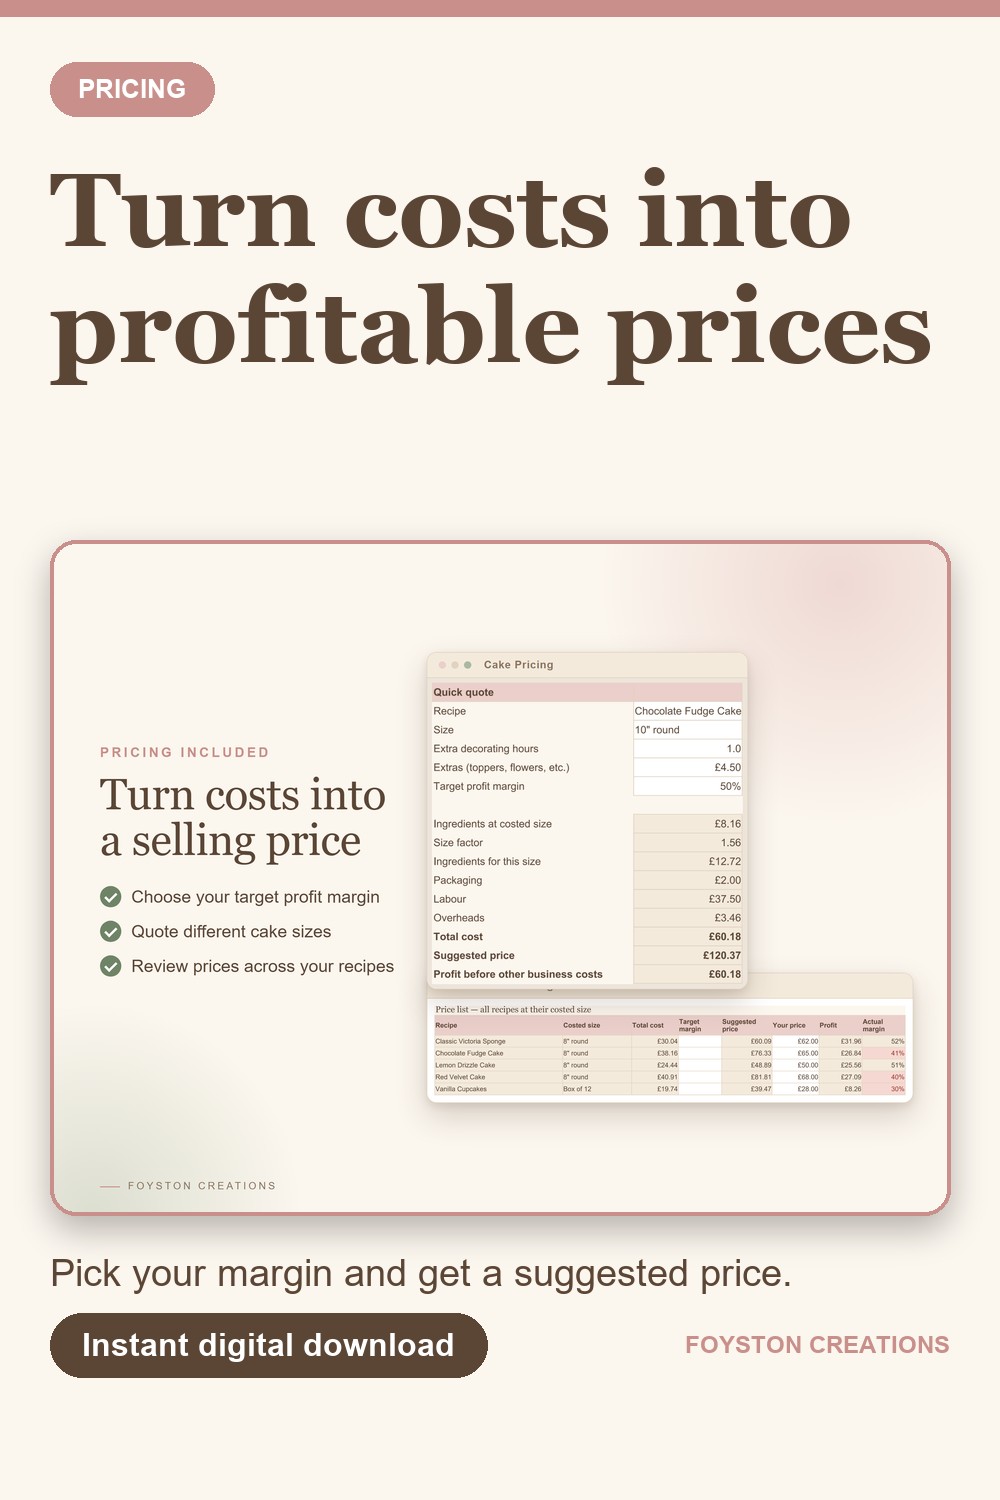 PRICING
Turn costs into
profitable prices
PRICING INCLUDED
Turn costs into
a selling price
Choose your target profit margin
Quote different cake sizes
Review prices across your recipes
Cake Pricing
Quick quote
Recipe Chocolate Fudge Cake
Size 10" round
Extra decorating hours 1.0
Extras (toppers, flowers, etc.) £4.50
Target profit margin 50%
Ingredients at costed size £8.16
Size factor 1.56
Ingredients for this size £12.72
Packaging £2.00
Labour £37.50
Overheads £3.46
Total cost £60.18
Suggested price £120.37
Profit before other business costs £60.18
Price list — all recipes at their costed size
Recipe Costed size Total cost Target margin Suggested price Your price Profit Actual margin
Classic Victoria Sponge 8" round £30.04 £60.09 £62.00 £31.96 52%
Chocolate Fudge Cake 8" round £38.16 £76.33 £65.00 £26.84 41%
Lemon Drizzle Cake 8" round £24.44 £48.89 £50.00 £25.56 51%
Red Velvet Cake 8" round £40.91 £81.81 £68.00 £27.09 40%
Vanilla Cupcakes Box of 12 £19.74 £39.47 £28.00 £8.26 30%
FOYSTON CREATIONS
Pick your margin and get a suggested price.
Instant digital download
FOYSTON CREATIONS